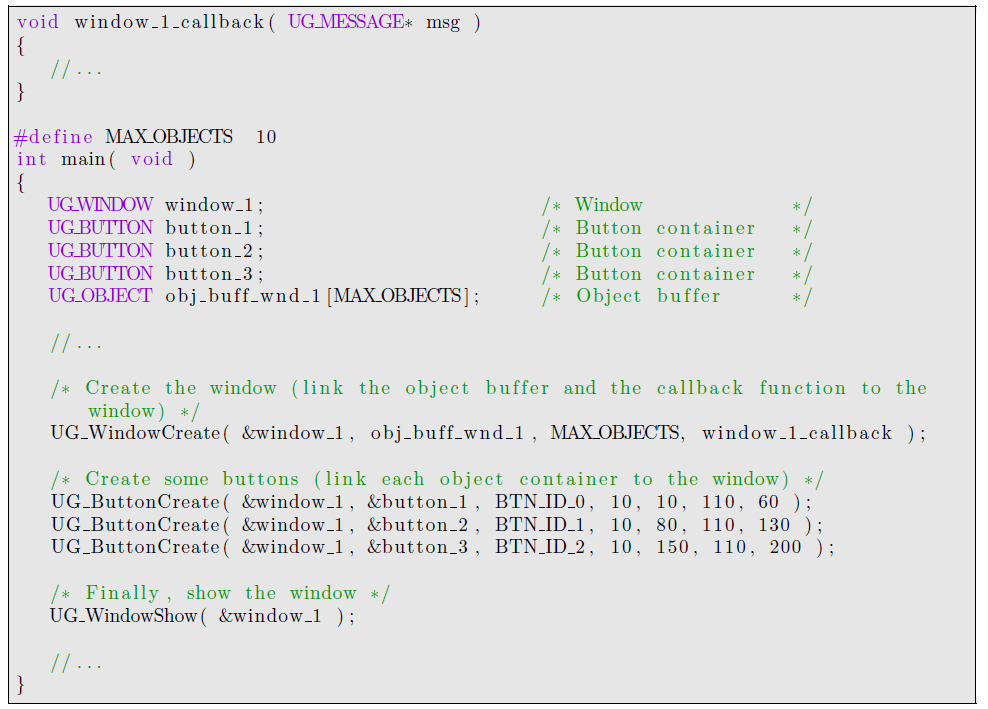 void window_1_callback( UG_MESSAGE* msg )
{
//...
}
#define MAX_OBJECTS 10
int main( void )
{
UG_WINDOW window_1; /* Window */
UG_BUTTON button_1; /* Button container */
UG_BUTTON button_2; /* Button container */
UG_BUTTON button_3; /* Button container */
UG_OBJECT obj_buff_wnd_1[MAX_OBJECTS]; /* Object buffer */
//...
/* Create the window (link the object buffer and the callback function to the
window) */
UG_WindowCreate( &window_1, obj_buff_wnd_1, MAX_OBJECTS, window_1_callback );
/* Create some buttons (link each object container to the window) */
UG_ButtonCreate( &window_1, &button_1, BTN_ID_0, 10, 10, 110, 60 );
UG_ButtonCreate( &window_1, &button_2, BTN_ID_1, 10, 80, 110, 130 );
UG_ButtonCreate( &window_1, &button_3, BTN_ID_2, 10, 150, 110, 200 );
/* Finally, show the window */
UG_WindowShow( &window_1 );
//...
}